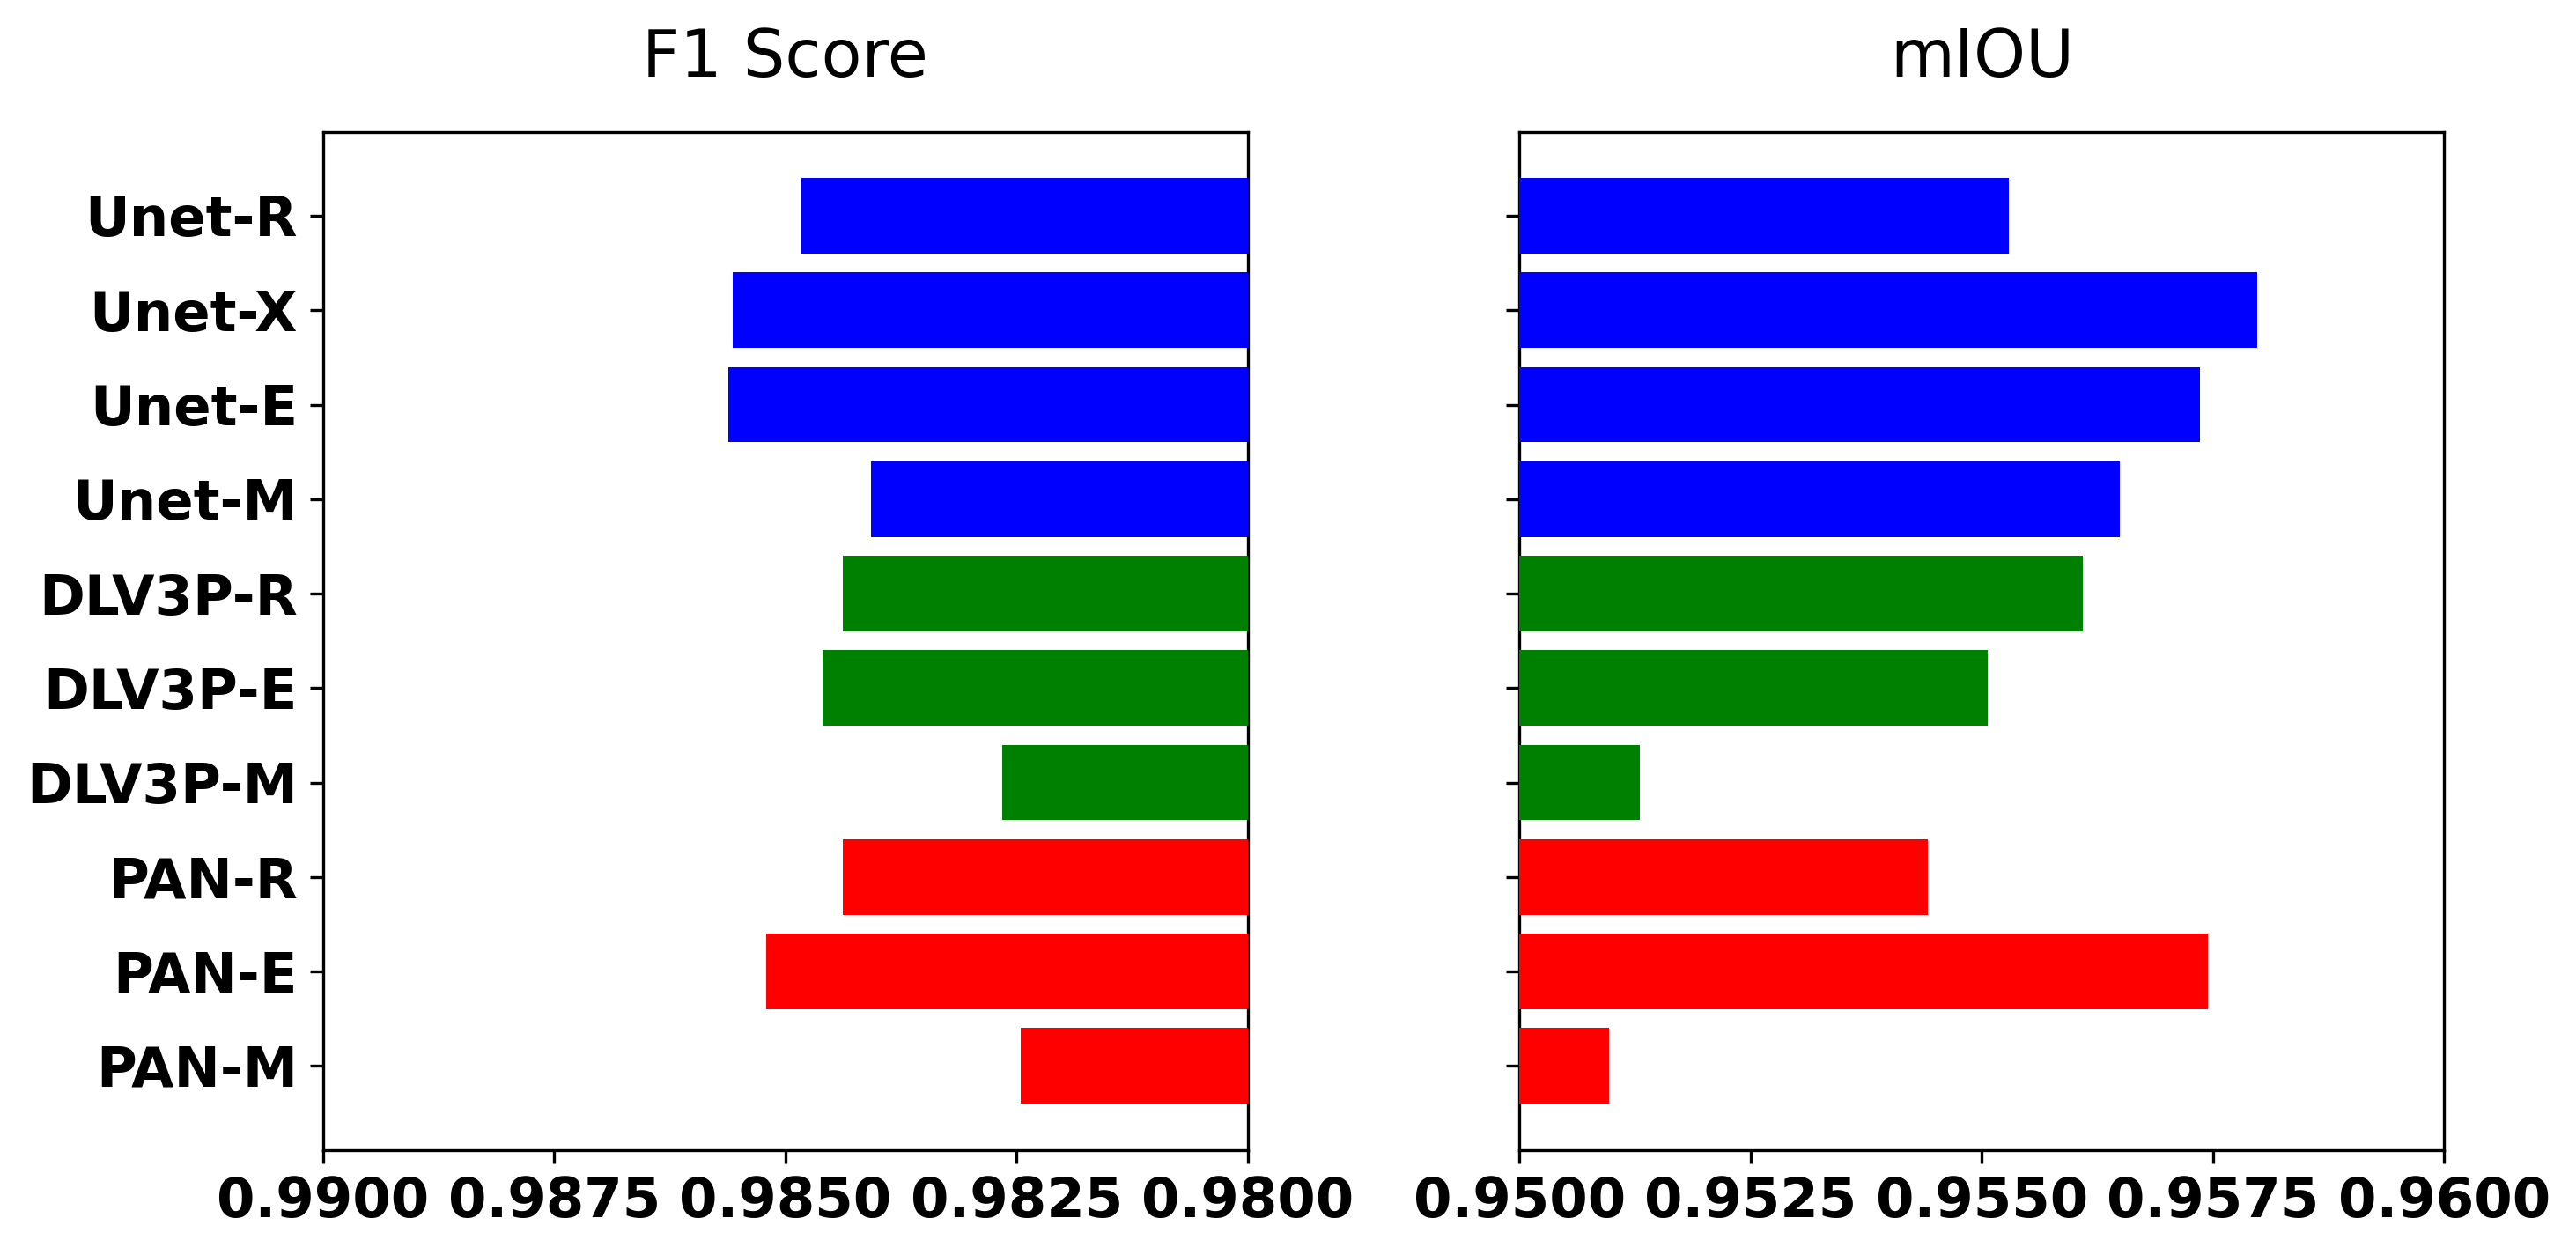 F1 Score
mIOU
Unet-R
Unet-X
Unet-E
Unet-M
DLV3P-R
DLV3P-E
DLV3P-M
PAN-R
PAN-E
PAN-M
0.9900 0.9875 0.9850 0.9825 0.9800
0.9500 0.9525 0.9550 0.9575 0.9600